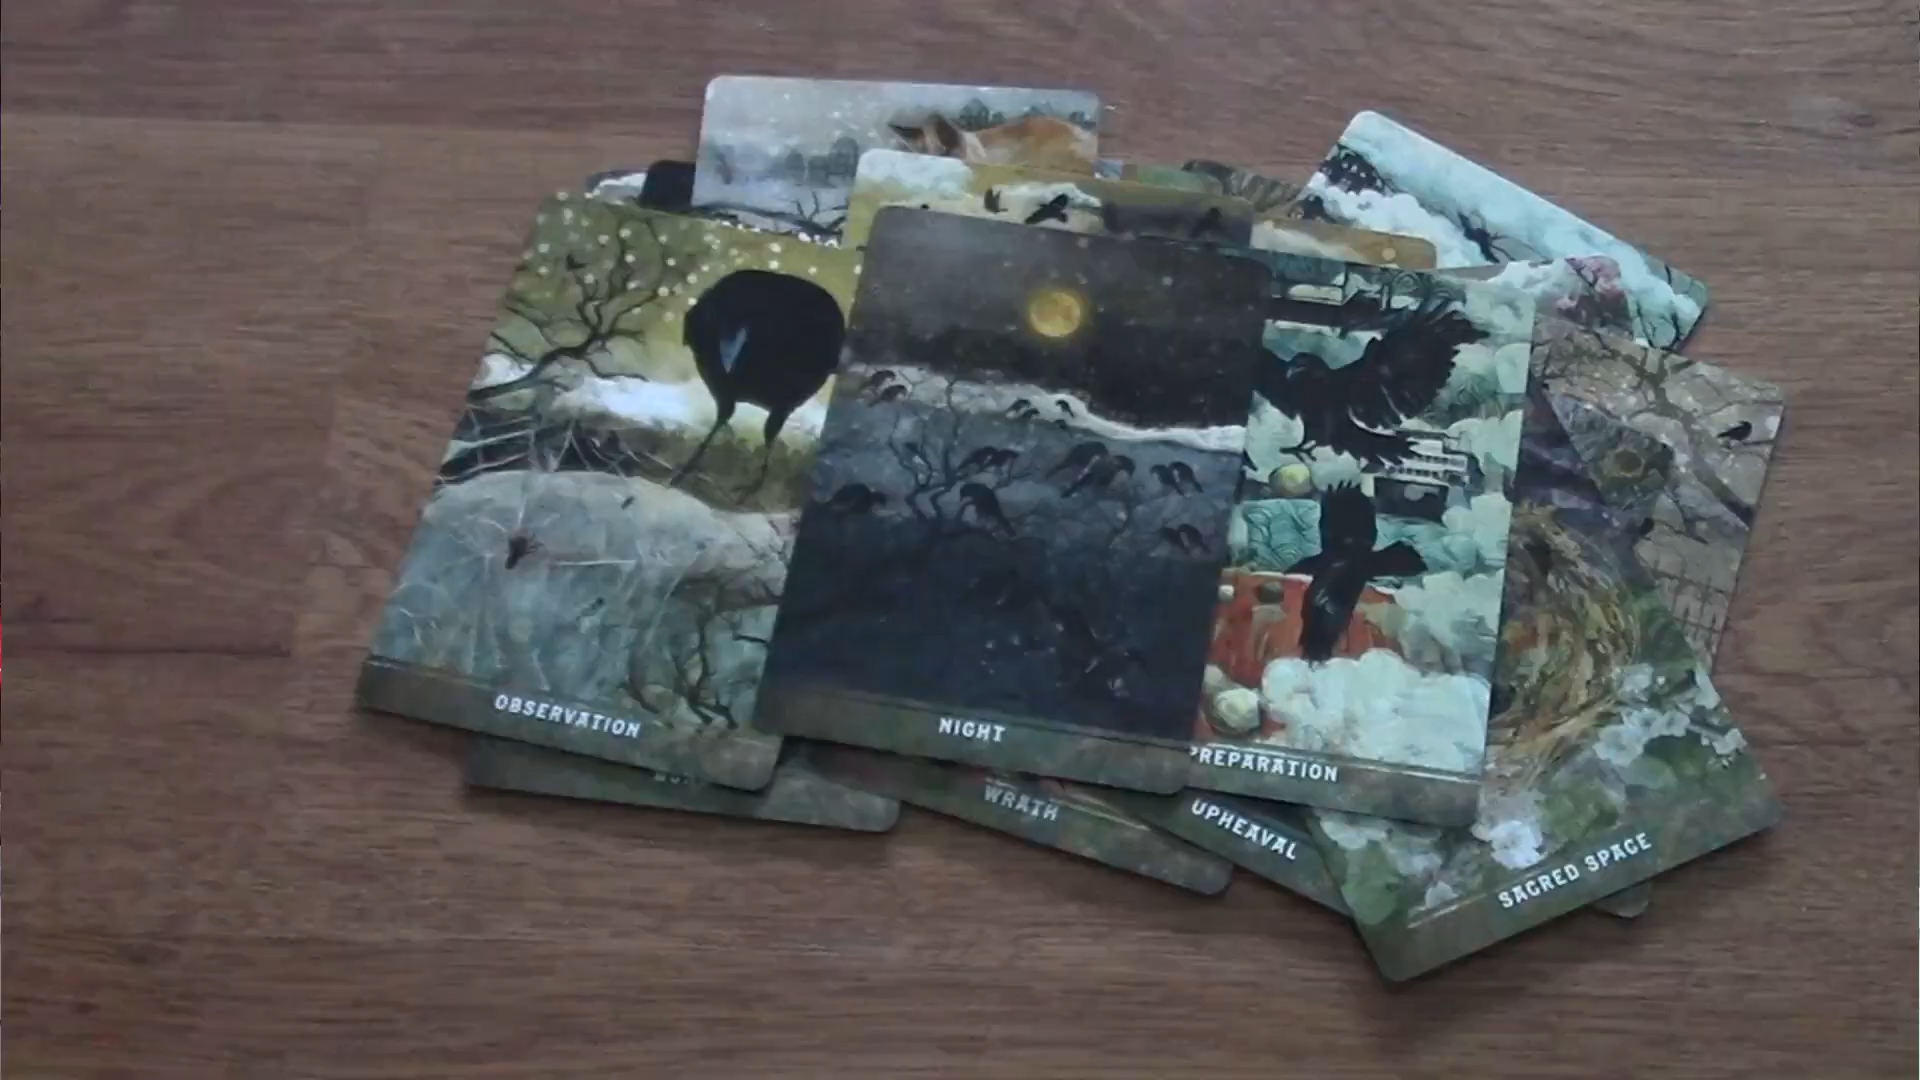 OBSERVATION
NIGHT
PREPARATION
WRATH
UPHEAVAL
SACRED SPACE